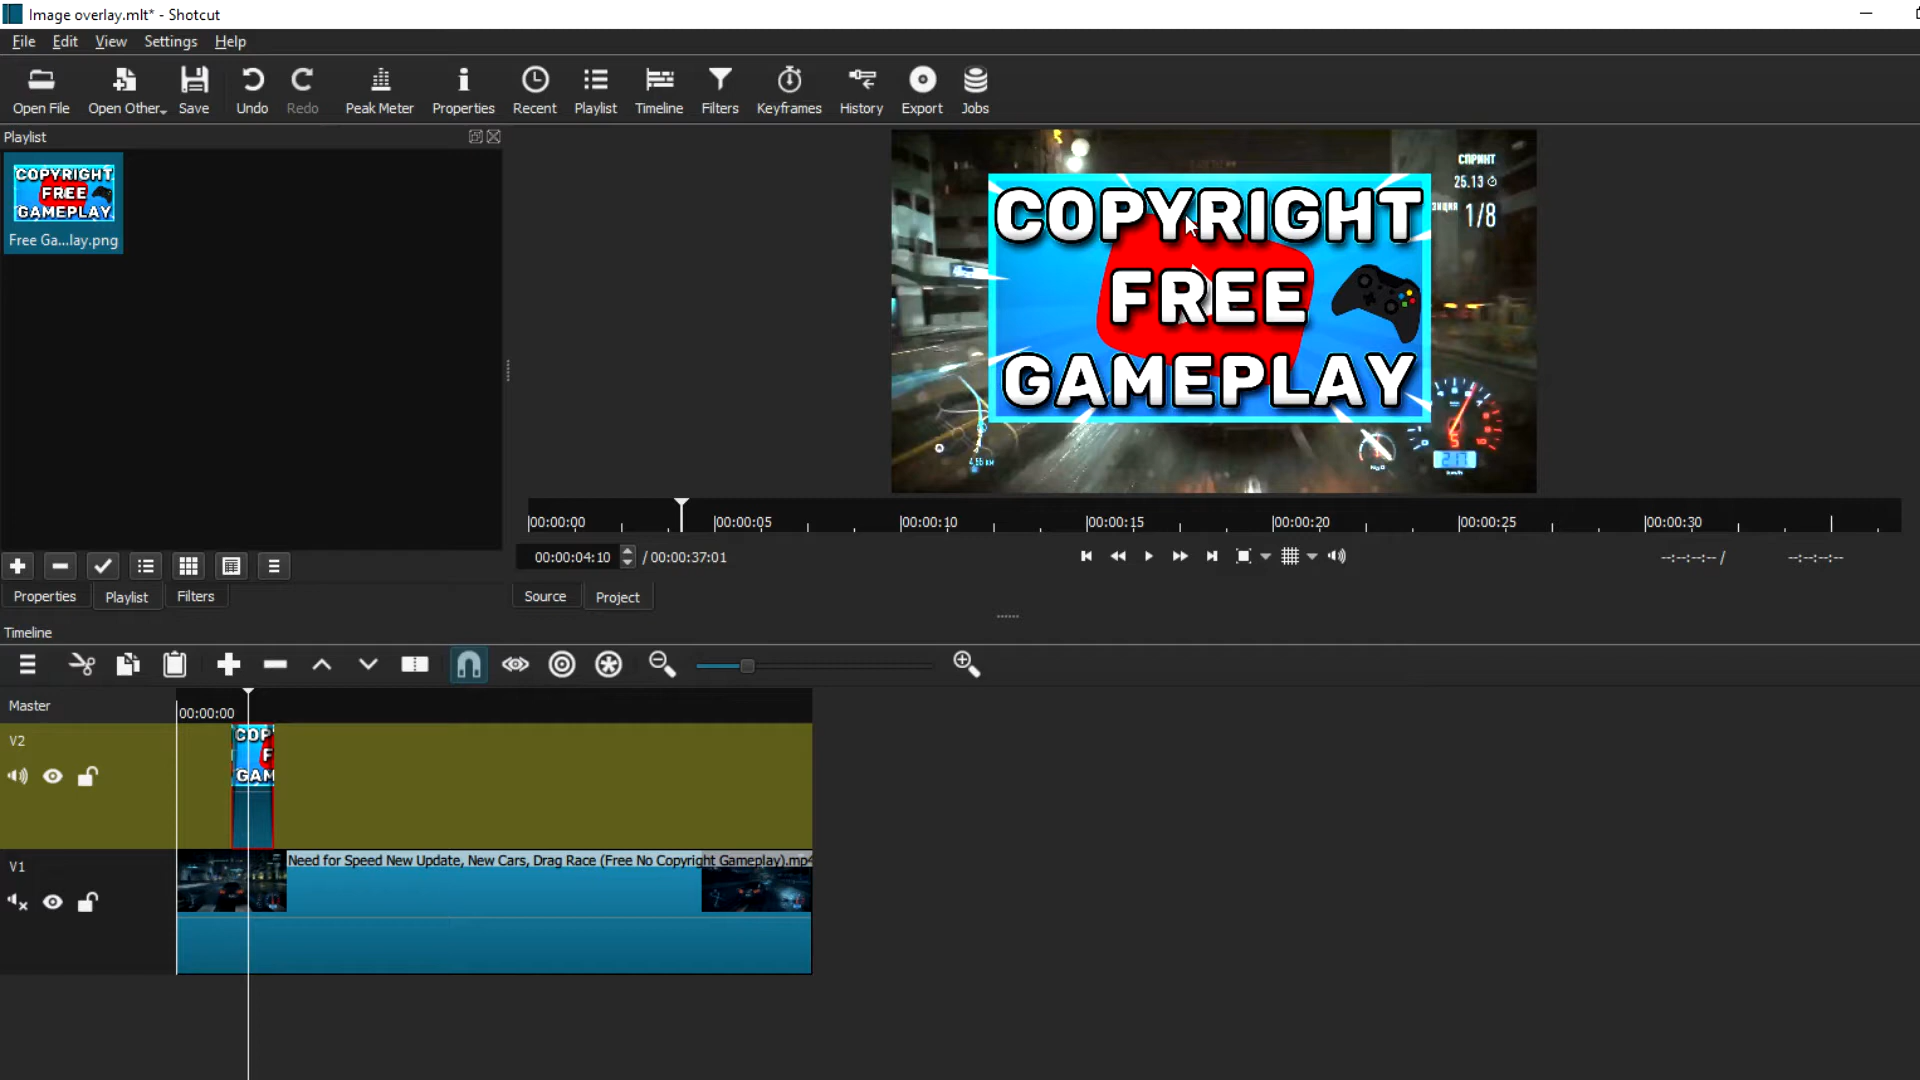 Image overlay.mlt* - Shotcut
File Edit View Settings Help
Open File Open Other... Save Undo Redo Peak Meter Properties Recent Playlist Timeline Filters Keyframes History Export Jobs
Playlist
COPYRIGHT
FREE
GAMEPLAY
Free Ga...lay.png
СПРИНТ
25.13
1/8
COPYRIGHT
FREE
GAMEPLAY
217
00:00:00 00:00:05 00:00:10 00:00:15 00:00:20 00:00:25 00:00:30
00:00:04:10 / 00:00:37:01 --:--:--:-- / --:--:--:--
Properties Playlist Filters Source Project
Timeline
Master
00:00:00
V2
COP
F
GAM
V1
Need for Speed New Update, New Cars, Drag Race (Free No Copyright Gameplay).mp4